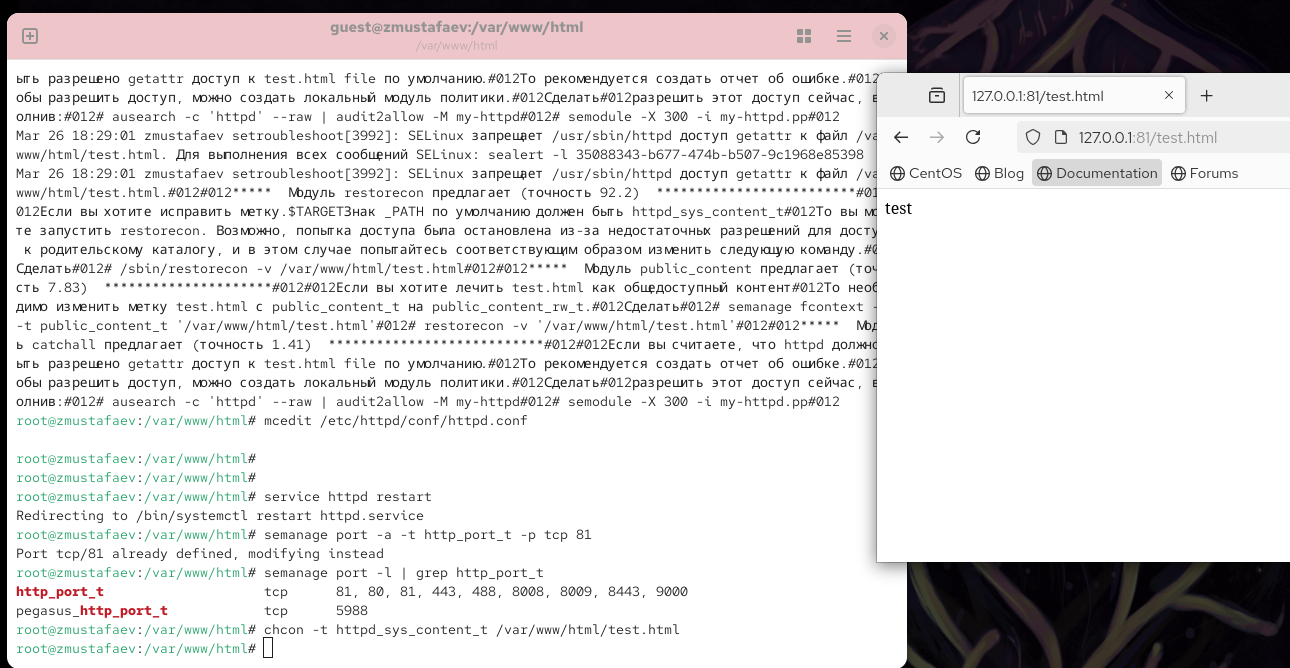 guest@zmustafaev:/var/www/html
/var/www/html
ыть разрешено getattr доступ к test.html file по умолчанию.#012То рекомендуется создать отчет об ошибке.#012
обы разрешить доступ, можно создать локальный модуль политики.#012Сделать#012разрешить этот доступ сейчас, в
олнив:#012# ausearch -c 'httpd' --raw | audit2allow -M my-httpd#012# semodule -X 300 -i my-httpd.pp#012
Mar 26 18:29:01 zmustafaev setroubleshoot[3992]: SELinux запрещает /usr/sbin/httpd доступ getattr к файл /va
www/html/test.html. Для выполнения всех сообщений SELinux: sealert -l 35088343-b677-474b-b507-9c1968e85398
Mar 26 18:29:01 zmustafaev setroubleshoot[3992]: SELinux запрещает /usr/sbin/httpd доступ getattr к файл /va
www/html/test.html.#012#012***** Модуль restorecon предлагает (точность 92.2) *************************#01
012Если вы хотите исправить метку.$TARGETЗнак _PATH по умолчанию должен быть httpd_sys_content_t#012То вы мо
те запустить restorecon. Возможно, попытка доступа была остановлена из-за недостаточных разрешений для досту
к родительскому каталогу, и в этом случае попытайтесь соответствующим образом изменить следующую команду.#0
Сделать#012# /sbin/restorecon -v /var/www/html/test.html#012#012***** Модуль public_content предлагает (точ
сть 7.83) *********************#012#012Если вы хотите лечить test.html как общедоступный контент#012То необ
димо изменить метку test.html с public_content_t на public_content_rw_t.#012Сделать#012# semanage fcontext -
-t public_content_t '/var/www/html/test.html'#012# restorecon -v '/var/www/html/test.html'#012#012***** Мод
ь catchall предлагает (точность 1.41) ***************************#012#012Если вы считаете, что httpd должно
ыть разрешено getattr доступ к test.html file по умолчанию.#012То рекомендуется создать отчет об ошибке.#012
обы разрешить доступ, можно создать локальный модуль политики.#012Сделать#012разрешить этот доступ сейчас, в
олнив:#012# ausearch -c 'httpd' --raw | audit2allow -M my-httpd#012# semodule -X 300 -i my-httpd.pp#012
root@zmustafaev:/var/www/html# mcedit /etc/httpd/conf/httpd.conf
root@zmustafaev:/var/www/html#
root@zmustafaev:/var/www/html#
root@zmustafaev:/var/www/html# service httpd restart
Redirecting to /bin/systemctl restart httpd.service
root@zmustafaev:/var/www/html# semanage port -a -t http_port_t -p tcp 81
Port tcp/81 already defined, modifying instead
root@zmustafaev:/var/www/html# semanage port -l | grep http_port_t
http_port_t tcp 81, 80, 81, 443, 488, 8008, 8009, 8443, 9000
pegasus_http_port_t tcp 5988
root@zmustafaev:/var/www/html# chcon -t httpd_sys_content_t /var/www/html/test.html
root@zmustafaev:/var/www/html#
127.0.0.1:81/test.html
127.0.0.1:81/test.html
CentOS Blog Documentation Forums
test